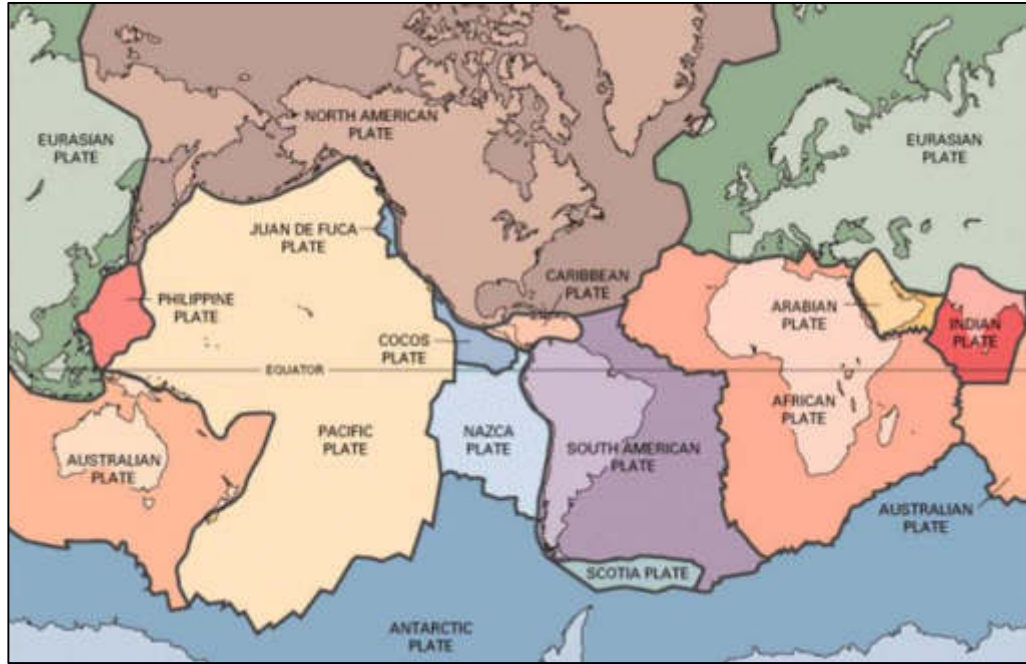 NORTH AMERICAN
PLATE
EURASIAN
PLATE
EURASIAN
PLATE
JUAN DE FUCA
PLATE
CARIBBEAN
PLATE
PHILIPPINE
PLATE
ARABIAN
PLATE
INDIAN
PLATE
COCOS
PLATE
EQUATOR
AFRICAN
PLATE
PACIFIC
PLATE
NAZCA
PLATE
SOUTH AMERICAN
PLATE
AUSTRALIAN
PLATE
AUSTRALIAN
PLATE
SCOTIA PLATE
ANTARCTIC
PLATE